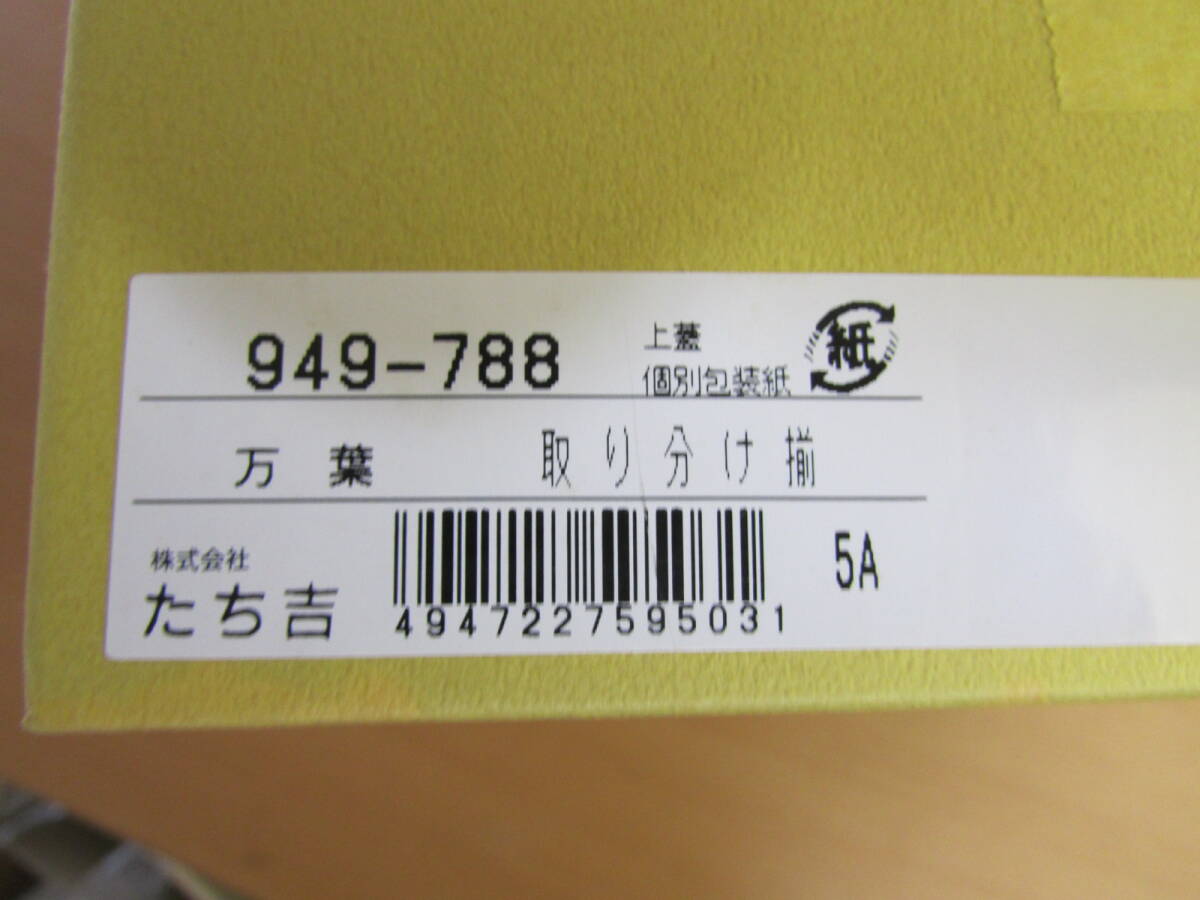 949-788
上蓋
個別包装紙
紙
万葉 取り分け揃
株式会社
たち吉
4947227595031
5A